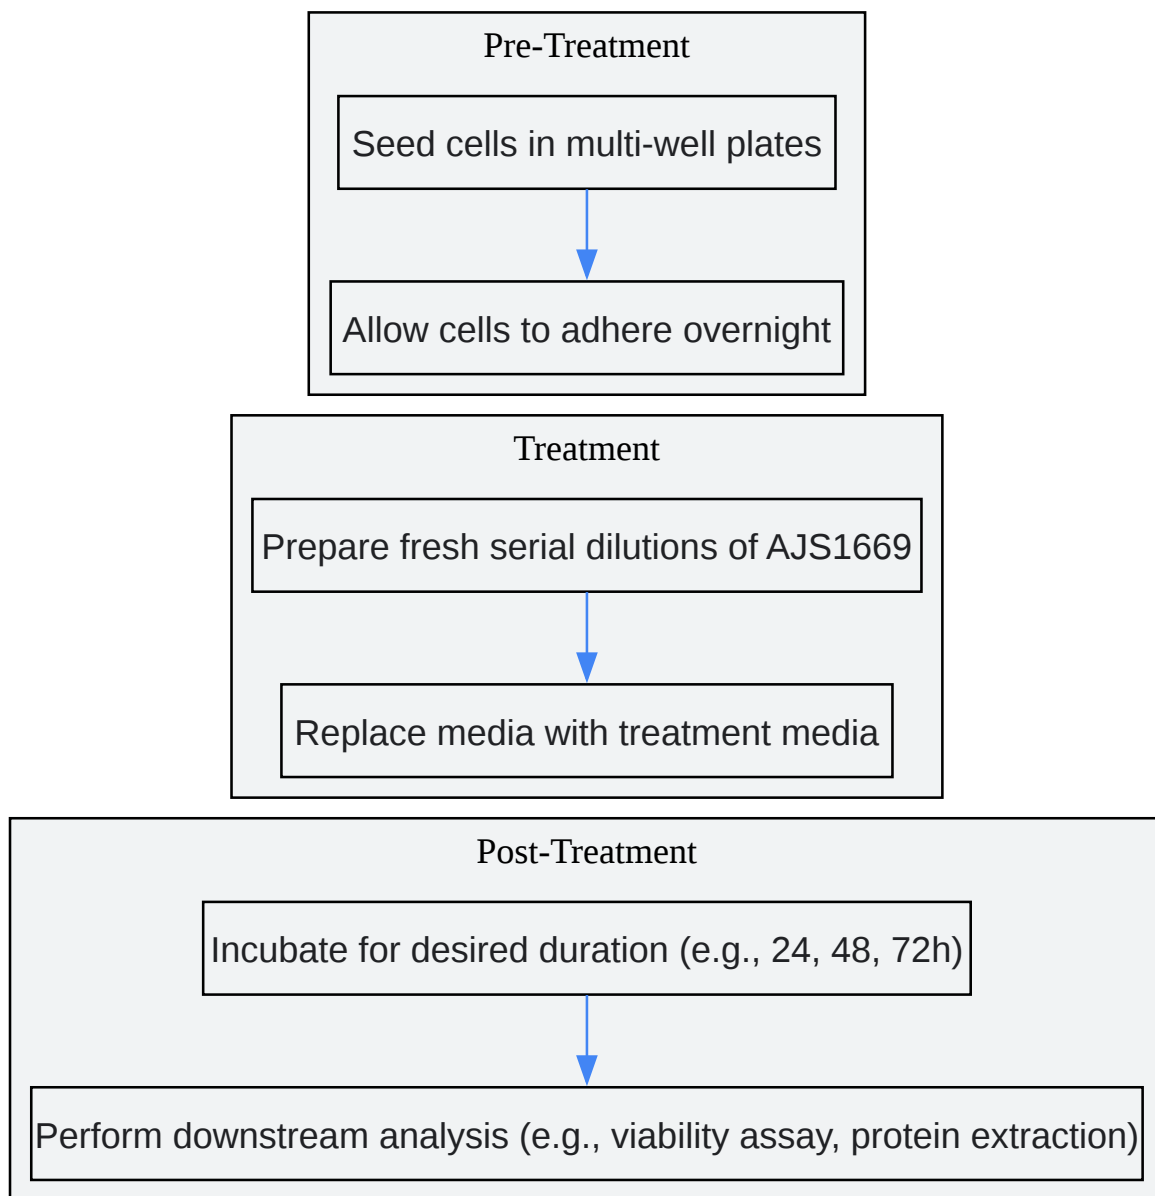 Pre-Treatment
Seed cells in multi-well plates
Allow cells to adhere overnight
Treatment
Prepare fresh serial dilutions of AJS1669
Replace media with treatment media
Post-Treatment
Incubate for desired duration (e.g., 24, 48, 72h)
Perform downstream analysis (e.g., viability assay, protein extraction)